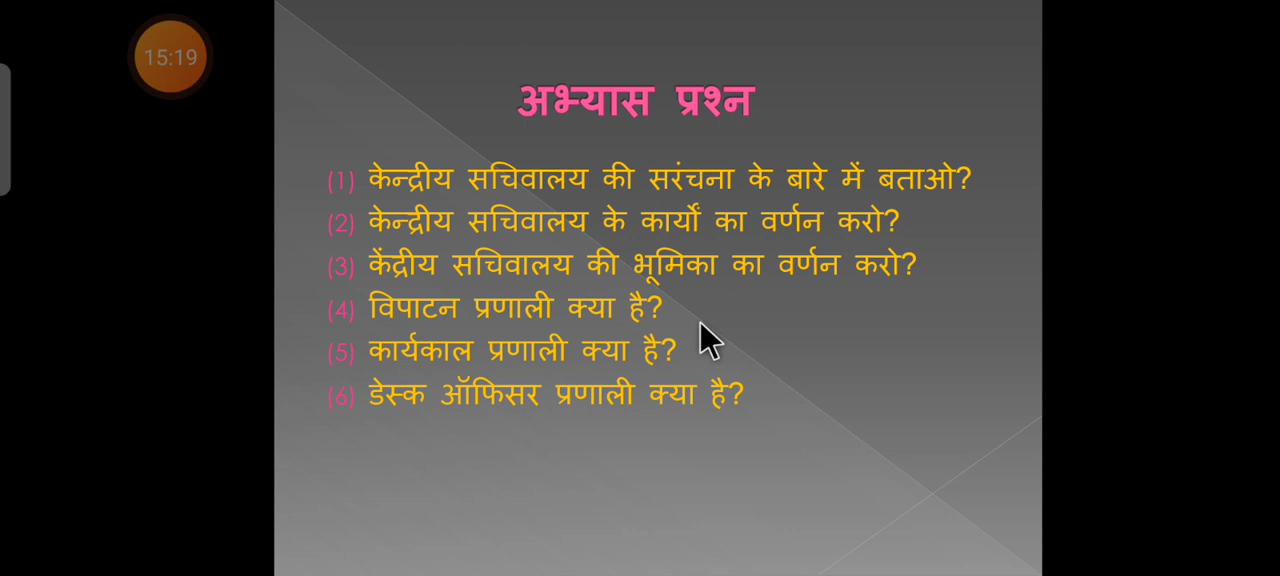 15:19
अभ्यास प्रश्न
(1) केन्द्रीय सचिवालय की सरंचना के बारे में बताओ?
(2) केन्द्रीय सचिवालय के कार्यों का वर्णन करो?
(3) केंद्रीय सचिवालय की भूमिका का वर्णन करो?
(4) विपाटन प्रणाली क्या है?
(5) कार्यकाल प्रणाली क्या है?
(6) डेस्क ऑफिसर प्रणाली क्या है?